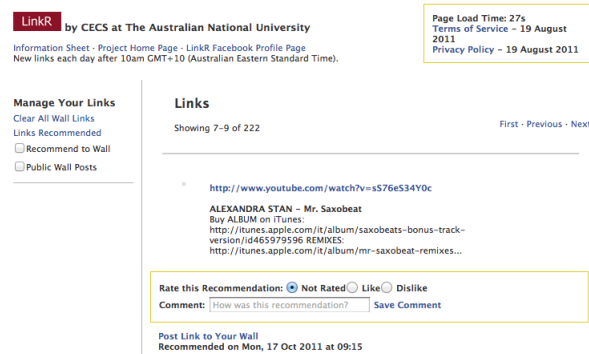 LinkR by CECS at The Australian National University
Information Sheet · Project Home Page · LinkR Facebook Profile Page
New links each day after 10am GMT+10 (Australian Eastern Standard Time).
Page Load Time: 27s
Terms of Service – 19 August
2011
Privacy Policy – 19 August 2011
Manage Your Links
Clear All Wall Links
Links Recommended
Recommend to Wall
Public Wall Posts
Links
Showing 7-9 of 222
First · Previous · Next
http://www.youtube.com/watch?v=sS76eS34Y0c
ALEXANDRA STAN – Mr. Saxobeat
Buy ALBUM on iTunes:
http://itunes.apple.com/it/album/saxobeats-bonus-track-
version/id465979596 REMIXES:
http://itunes.apple.com/it/album/mr-saxobeat-remixes...
Rate this Recommendation: Not Rated Like Dislike
Comment: How was this recommendation? Save Comment
Post Link to Your Wall
Recommended on Mon, 17 Oct 2011 at 09:15